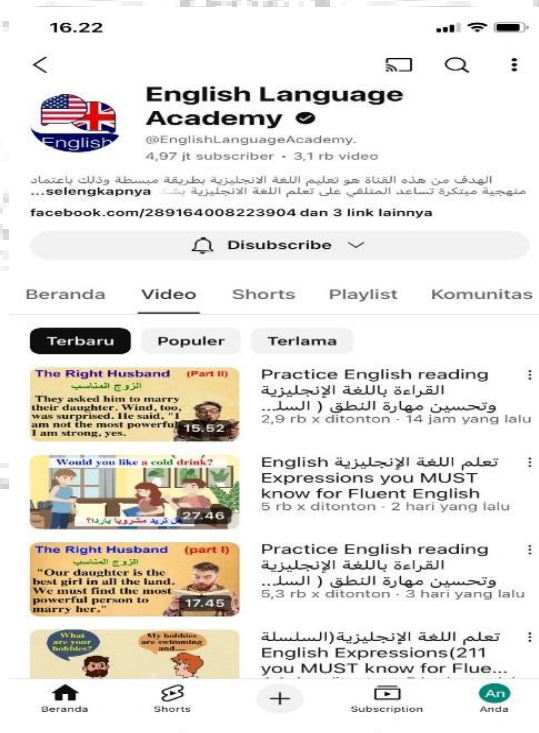 16.22
English Language
Academy
English
@EnglishLanguageAcademy.
4,97 jt subscriber • 3,1 rb video
الهدف من هذه القناة هو تعليم اللغة الانجليزية بطريقة مبسطة وذلك باعتماد
منهجية مبتكرة تساعد المتلقي على تعلم اللغة الانجليزية بشك ...selengkapnya
facebook.com/289164008223904 dan 3 link lainnya
Disubscribe
Beranda Video Shorts Playlist Komunitas
Terbaru Populer Terlama
The Right Husband (Part II)
الزوج المناسب
They asked him to marry
their daughter. Wind, too,
was surprised. He said, "I
am not the most powerful
I am strong, yes.
15.52
Practice English reading
القراءة باللغة الإنجليزية
وتحسين مهارة النطق ( السلـ...
2,9 rb x ditonton · 14 jam yang lalu
Would you like a cold drink?
هل تريد مشروبا باردا؟
27.46
تعلم اللغة الإنجليزية English
Expressions you MUST
know for Fluent English
5 rb x ditonton · 2 hari yang lalu
The Right Husband (part I)
الزوج المناسب
"Our daughter is the
best girl in all the land.
We must find the most
powerful person to
marry her."
17.45
Practice English reading
القراءة باللغة الإنجليزية
وتحسين مهارة النطق ( السلـ...
5,3 rb x ditonton · 3 hari yang lalu
What
are your
hobbies?
My hobbies
are swimming
and....
تعلم اللغة الإنجليزية(السلسلة
English Expressions(211
you MUST know for Flue...
Beranda Shorts Subscription An
Anda